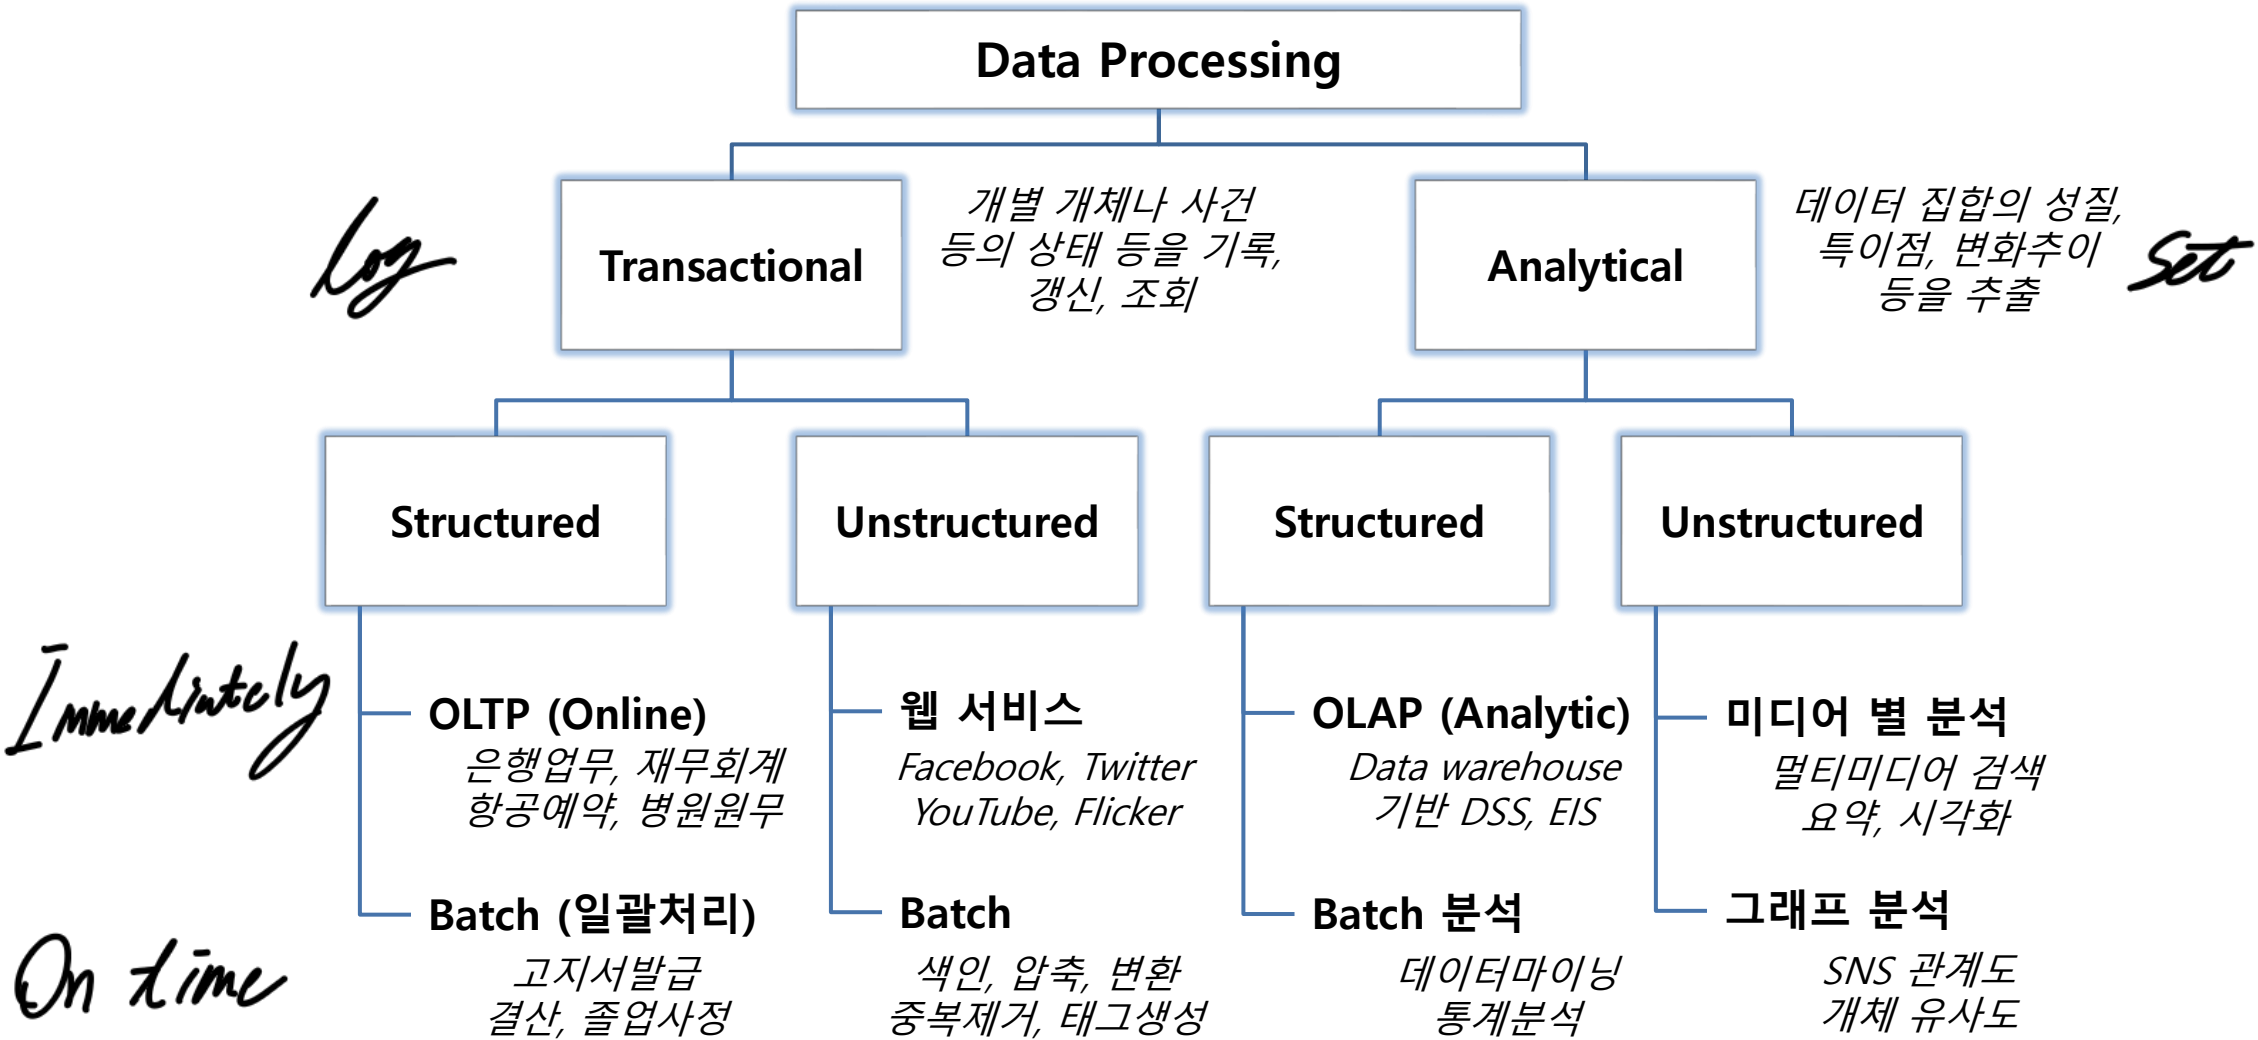 Data Processing
Log
Transactional
개별 개체나 사건
등의 상태 등을 기록,
갱신, 조회
Analytical
데이터 집합의 성질,
특이점, 변화추이
등을 추출
Set
Structured
Unstructured
Structured
Unstructured
Immediately
OLTP (Online)
은행업무, 재무회계
항공예약, 병원원무
웹 서비스
Facebook, Twitter
YouTube, Flicker
OLAP (Analytic)
Data warehouse
기반 DSS, EIS
미디어 별 분석
멀티미디어 검색
요약, 시각화
On time
Batch (일괄처리)
고지서발급
결산, 졸업사정
Batch
색인, 압축, 변환
중복제거, 태그생성
Batch 분석
데이터마이닝
통계분석
그래프 분석
SNS 관계도
개체 유사도